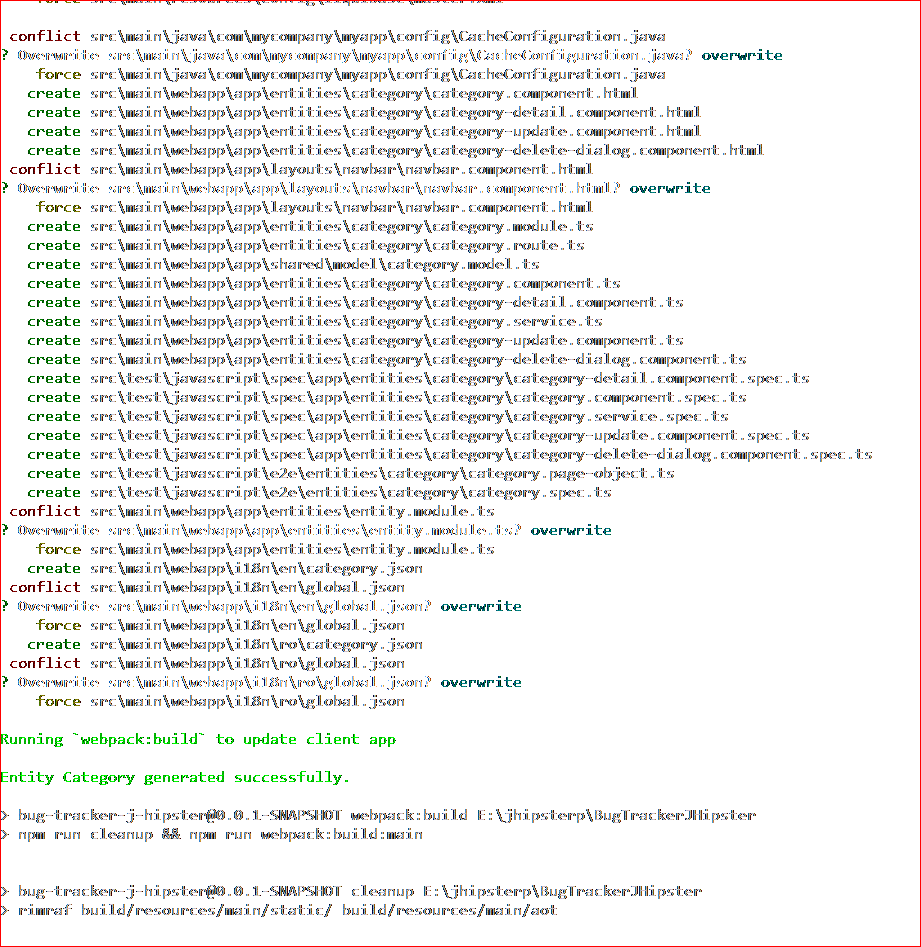 conflict src\main\java\com\mycompany\myapp\config\CacheConfiguration.java
? Overwrite src\main\java\com\mycompany\myapp\config\CacheConfiguration.java? overwrite
force src\main\java\com\mycompany\myapp\config\CacheConfiguration.java
create src\main\webapp\app\entities\category\category.component.html
create src\main\webapp\app\entities\category\category-detail.component.html
create src\main\webapp\app\entities\category\category-update.component.html
create src\main\webapp\app\entities\category\category-delete-dialog.component.html
conflict src\main\webapp\app\layouts\navbar\navbar.component.html
? Overwrite src\main\webapp\app\layouts\navbar\navbar.component.html? overwrite
force src\main\webapp\app\layouts\navbar\navbar.component.html
create src\main\webapp\app\entities\category\category.module.ts
create src\main\webapp\app\entities\category\category.route.ts
create src\main\webapp\app\shared\model\category.model.ts
create src\main\webapp\app\entities\category\category.component.ts
create src\main\webapp\app\entities\category\category-detail.component.ts
create src\main\webapp\app\entities\category\category.service.ts
create src\main\webapp\app\entities\category\category-update.component.ts
create src\main\webapp\app\entities\category\category-delete-dialog.component.ts
create src\test\javascript\spec\app\entities\category\category-detail.component.spec.ts
create src\test\javascript\spec\app\entities\category\category.component.spec.ts
create src\test\javascript\spec\app\entities\category\category.service.spec.ts
create src\test\javascript\spec\app\entities\category\category-update.component.spec.ts
create src\test\javascript\spec\app\entities\category\category-delete-dialog.component.spec.ts
create src\test\javascript\e2e\entities\category\category.page-object.ts
create src\test\javascript\e2e\entities\category\category.spec.ts
conflict src\main\webapp\app\entities\entity.module.ts
? Overwrite src\main\webapp\app\entities\entity.module.ts? overwrite
force src\main\webapp\app\entities\entity.module.ts
create src\main\webapp\i18n\en\category.json
conflict src\main\webapp\i18n\en\global.json
? Overwrite src\main\webapp\i18n\en\global.json? overwrite
force src\main\webapp\i18n\en\global.json
create src\main\webapp\i18n\ro\category.json
conflict src\main\webapp\i18n\ro\global.json
? Overwrite src\main\webapp\i18n\ro\global.json? overwrite
force src\main\webapp\i18n\ro\global.json
Running `webpack:build` to update client app
Entity Category generated successfully.
> bug-tracker-j-hipster@0.0.1-SNAPSHOT webpack:build E:\jhipsterp\BugTrackerJHipster
> npm run cleanup && npm run webpack:build:main
> bug-tracker-j-hipster@0.0.1-SNAPSHOT cleanup E:\jhipsterp\BugTrackerJHipster
> rimraf build/resources/main/static/ build/resources/main/aot